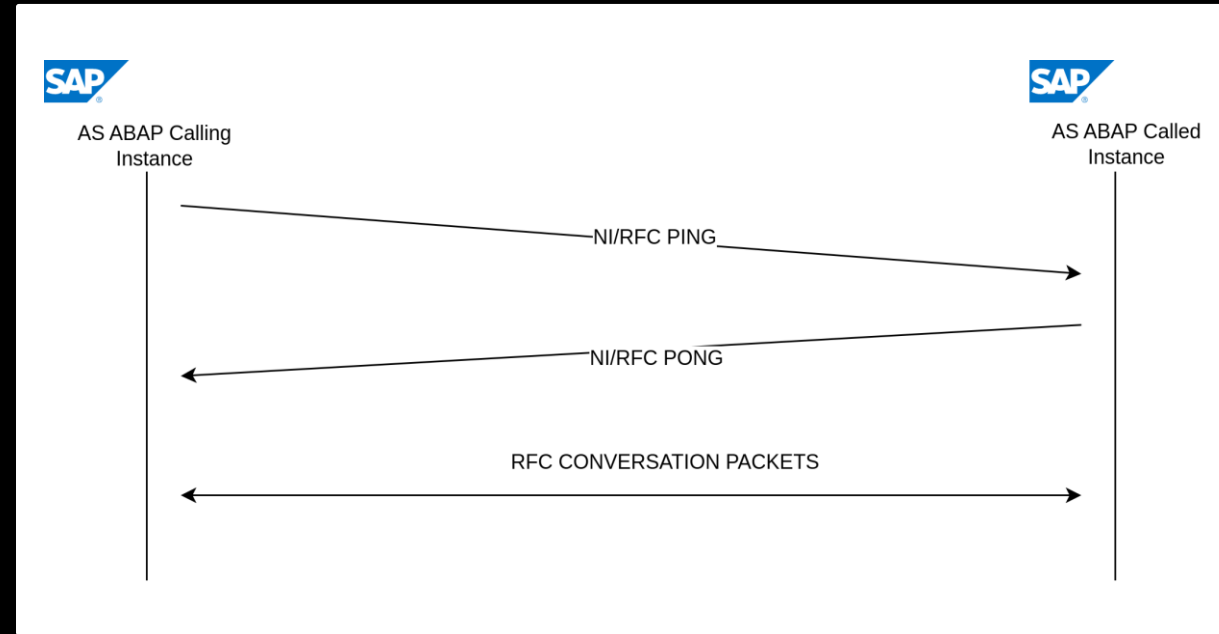 SAP
SAP
AS ABAP Calling
Instance
AS ABAP Called
Instance
NI/RFC PING
NI/RFC PONG
RFC CONVERSATION PACKETS